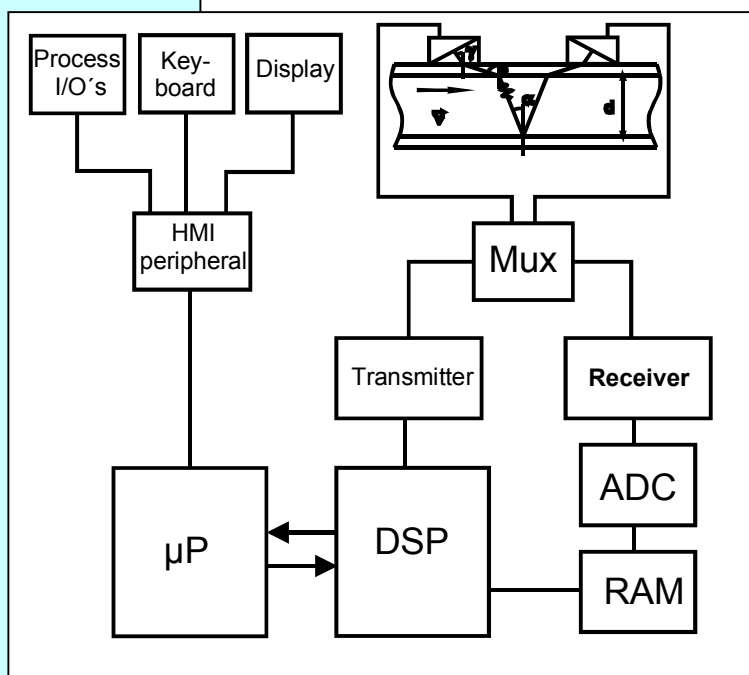 Process
I/O´s
Key-
board
Display
HMI
peripheral
Mux
Transmitter
Receiver
ADC
RAM
µP
DSP